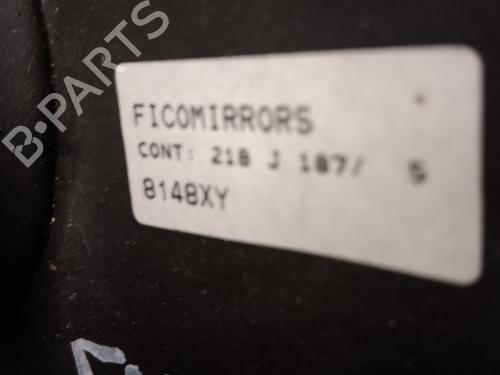 B-PARTS
FICOMIRRORS
CONT: 218 J 187/ 5
8148XY